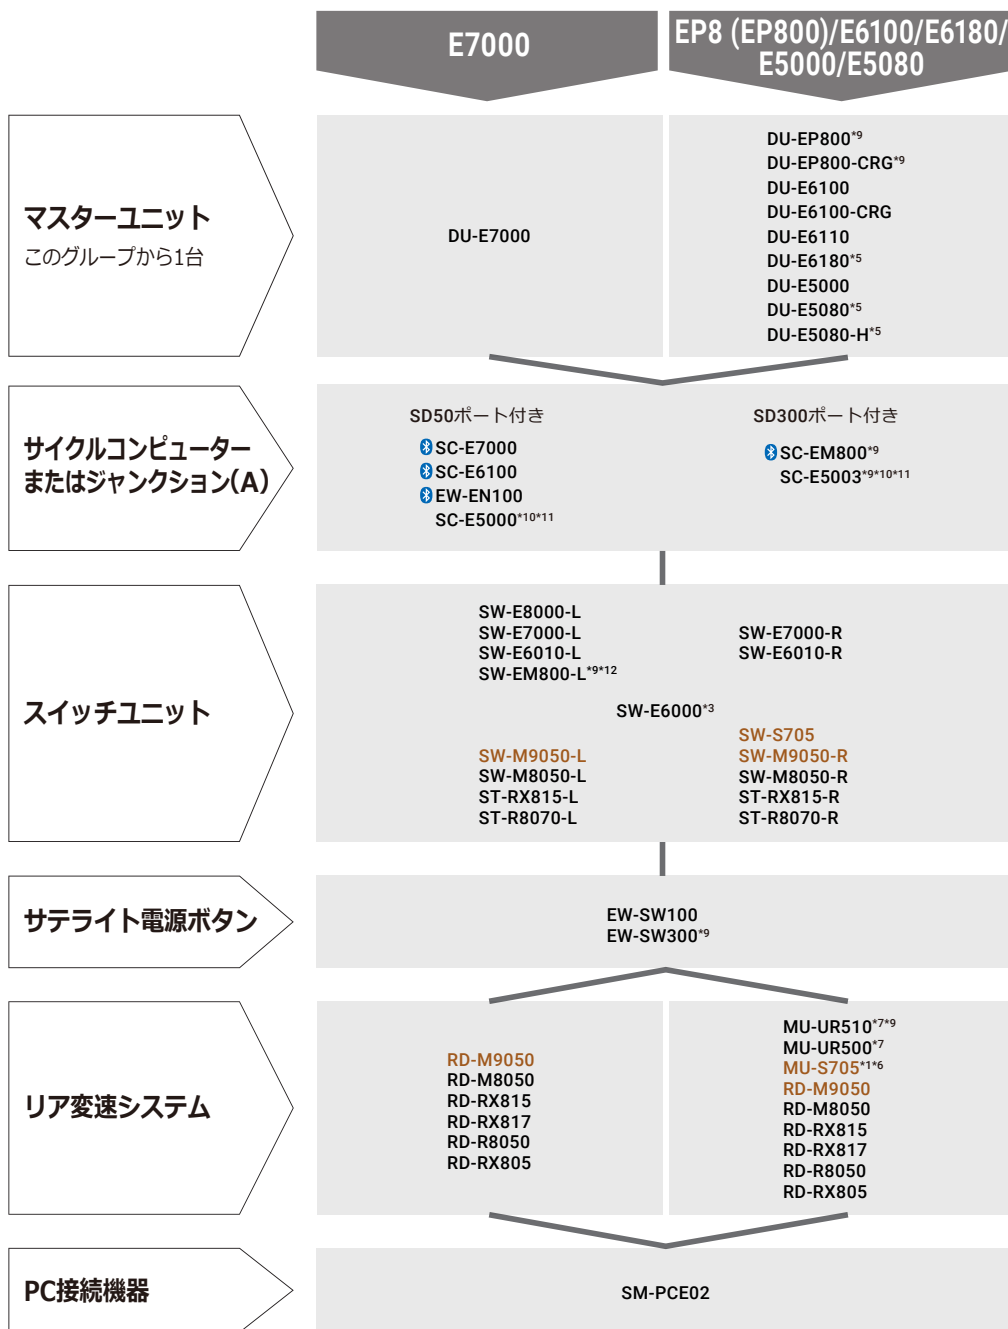 E7000
EP8 (EP800)/E6100/E6180/
E5000/E5080
マスターユニット
このグループから1台
DU-E7000
DU-EP800*9
DU-EP800-CRG*9
DU-E6100
DU-E6100-CRG
DU-E6110
DU-E6180*5
DU-E5000
DU-E5080*5
DU-E5080-H*5
サイクルコンピューター
またはジャンクション(A)
SD50ポート付き
SC-E7000
SC-E6100
EW-EN100
SC-E5000*10*11
SD300ポート付き
SC-EM800*9
SC-E5003*9*10*11
スイッチユニット
SW-E8000-L
SW-E7000-L
SW-E6010-L
SW-EM800-L*9*12
SW-E7000-R
SW-E6010-R
SW-E6000*3
SW-M9050-L
SW-M8050-L
ST-RX815-L
ST-R8070-L
SW-S705
SW-M9050-R
SW-M8050-R
ST-RX815-R
ST-R8070-R
サテライト電源ボタン
EW-SW100
EW-SW300*9
リア変速システム
RD-M9050
RD-M8050
RD-RX815
RD-RX817
RD-R8050
RD-RX805
MU-UR510*7*9
MU-UR500*7
MU-S705*1*6
RD-M9050
RD-M8050
RD-RX815
RD-RX817
RD-R8050
RD-RX805
PC接続機器
SM-PCE02